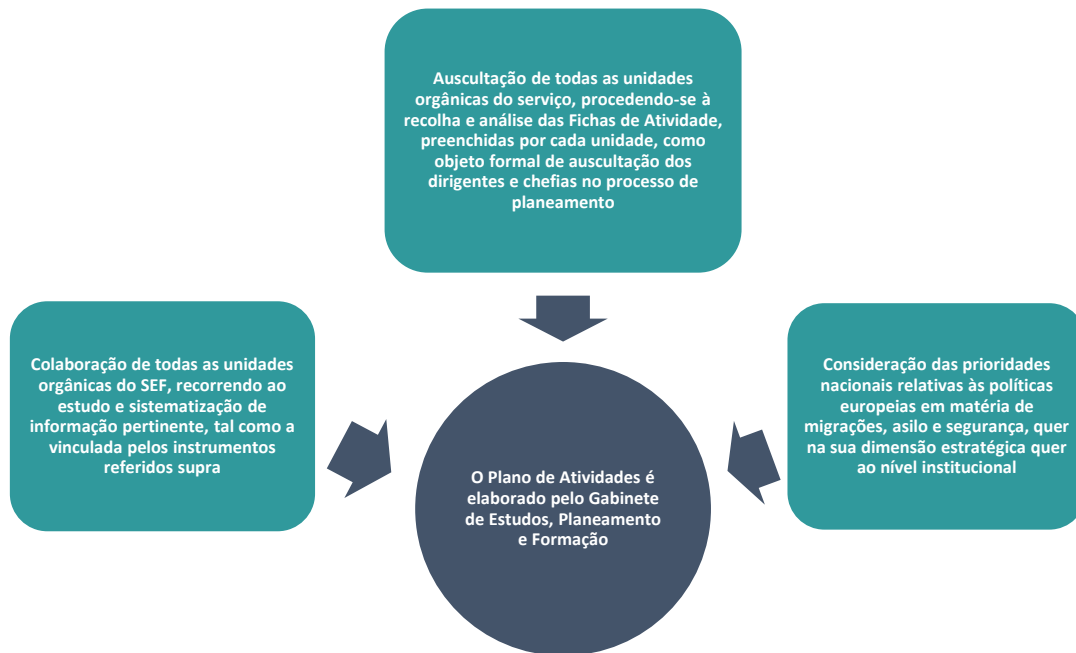 Auscultação de todas as unidades
orgânicas do serviço, procedendo-se à
recolha e análise das Fichas de Atividade,
preenchidas por cada unidade, como
objeto formal de auscultação dos
dirigentes e chefias no processo de
planeamento
Colaboração de todas as unidades
orgânicas do SEF, recorrendo ao
estudo e sistematização de
informação pertinente, tal como a
vinculada pelos instrumentos
referidos supra
Consideração das prioridades
nacionais relativas às políticas
europeias em matéria de
migrações, asilo e segurança, quer
na sua dimensão estratégica quer
ao nível institucional
O Plano de Atividades é
elaborado pelo Gabinete
de Estudos, Planeamento
e Formação